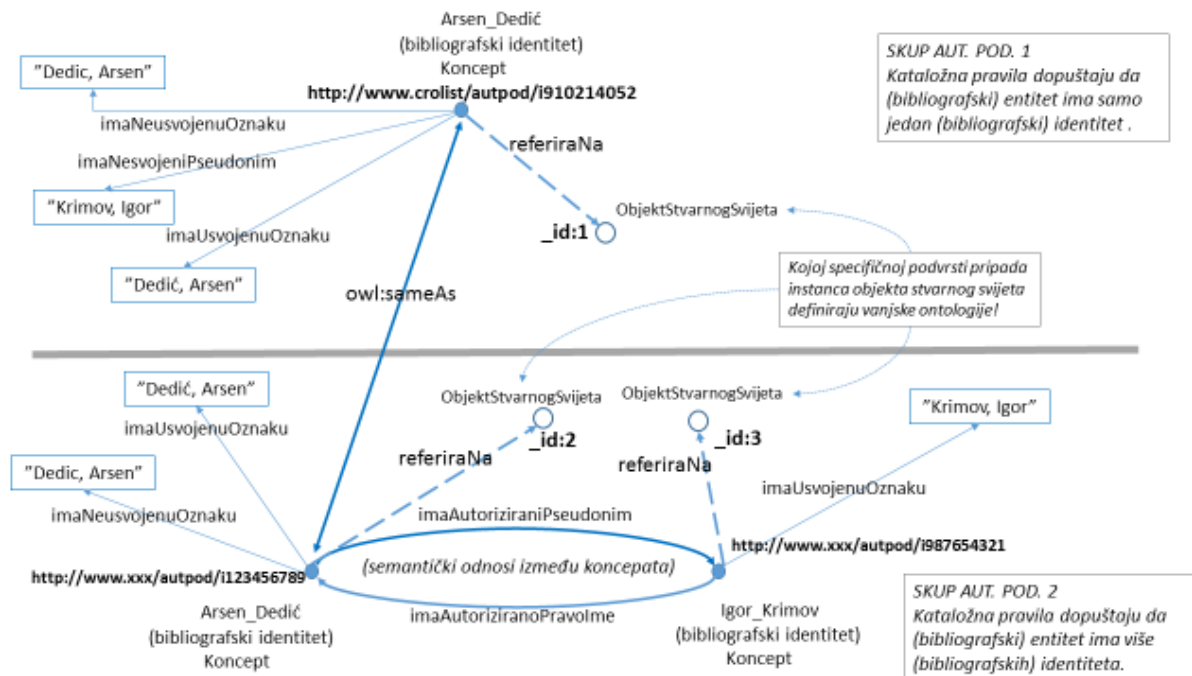 Arsen_Dedić
(bibliografski identitet)
Koncept
http://www.crolist/autpod/i910214052
"Dedic, Arsen"
imaNeusvojenuOznaku
imaNesvojeniPseudonim
"Krimov, Igor"
imaUsvojenuOznaku
"Dedić, Arsen"
referiraNa
ObjektStvarnogSvijeta
_id:1
owl:sameAs
SKUP AUT. POD. 1
Kataložna pravila dopuštaju da
(bibliografski) entitet ima samo
jedan (bibliografski) identitet .
Kojoj specifičnoj podvrsti pripada
instanca objekta stvarnog svijeta
definiraju vanjske ontologije!
"Dedić, Arsen"
imaUsvojenuOznaku
"Dedic, Arsen"
imaNeusvojenuOznaku
ObjektStvarnogSvijeta
_id:2
referiraNa
ObjektStvarnogSvijeta
_id:3
referiraNa
"Krimov, Igor"
imaUsvojenuOznaku
imaAutoriziraniPseudonim
(semantički odnosi između koncepata)
imaAutoriziranoPravoIme
http://www.xxx/autpod/i123456789
Arsen_Dedić
(bibliografski identitet)
Koncept
http://www.xxx/autpod/i987654321
Igor_Krimov
(bibliografski identitet)
Koncept
SKUP AUT. POD. 2
Kataložna pravila dopuštaju da
(bibliografski) entitet ima više
(bibliografskih) identiteta.